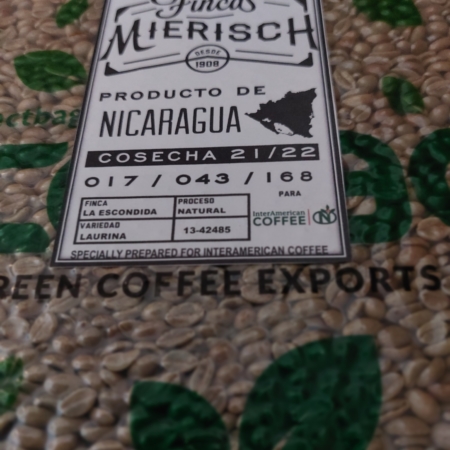 Fincas
MIERISCH
DESDE
1908
PRODUCTO DE
NICARAGUA
COSECHA 21/22
017 / 043 / 168
PARA
FINCA
LA ESCONDIDA
PROCESO
NATURAL
VARIEDAD
LAURINA
13-42485
InterAmerican
COFFEE
SPECIALLY PREPARED FOR INTERAMERICAN COFFEE
REEN COFFEE EXPORTS